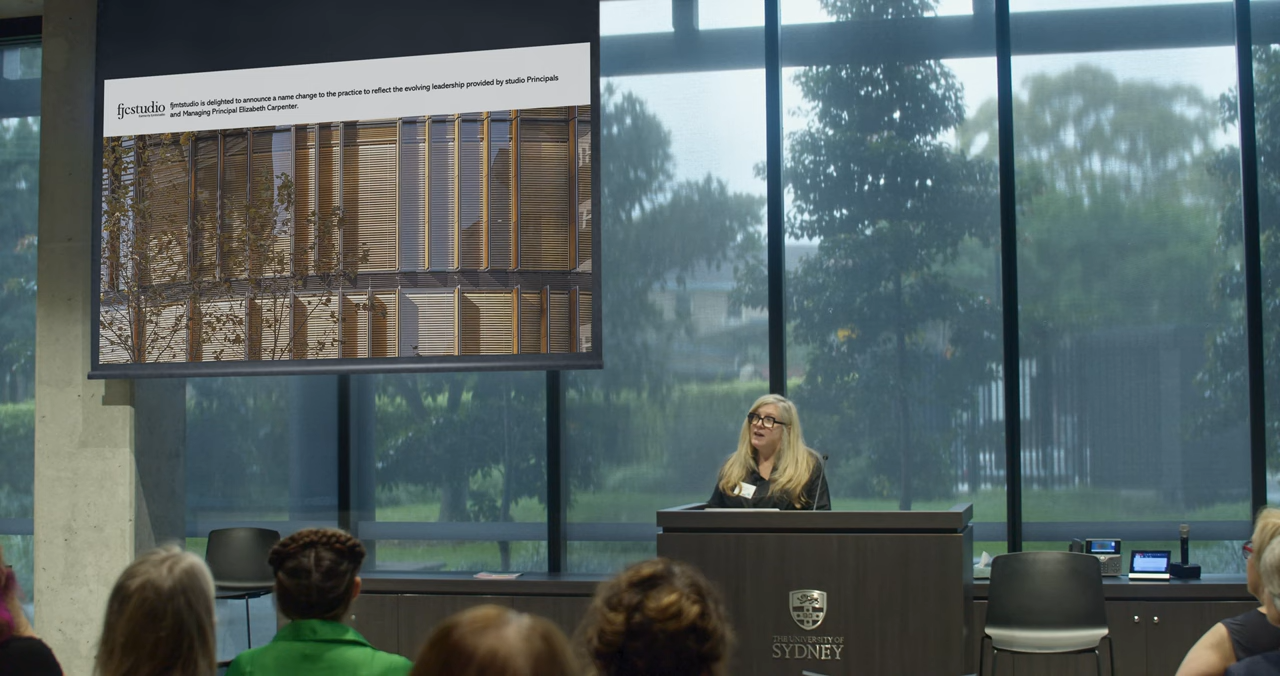 fjcstudio
fjmtstudio is delighted to announce a name change to the practice to reflect the evolving leadership provided by studio Principals
and Managing Principal Elizabeth Carpenter.
THE UNIVERSITY OF
SYDNEY